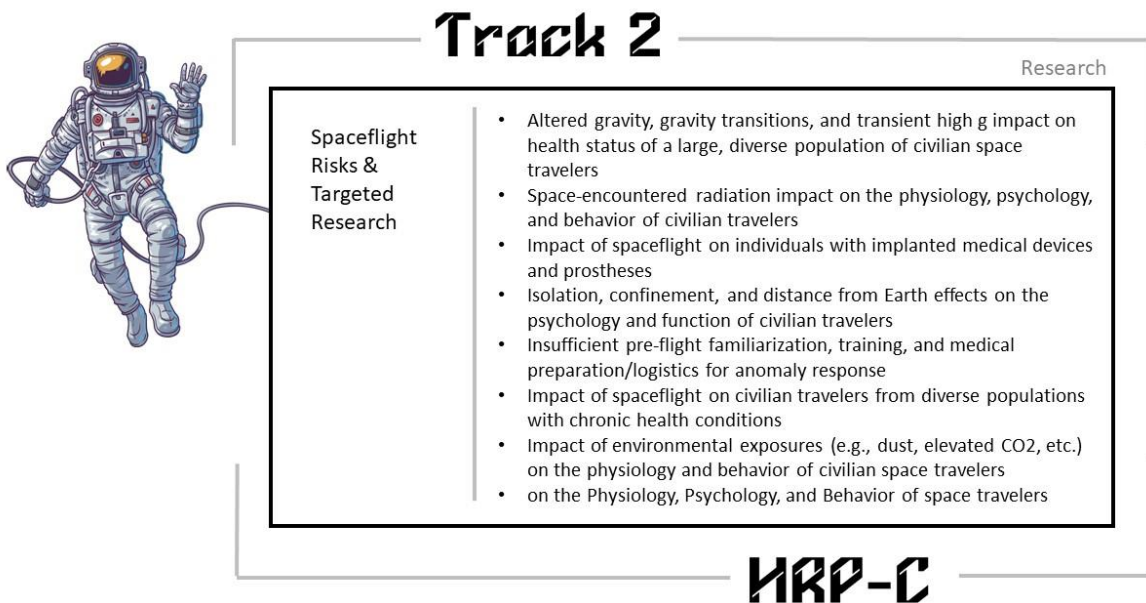 Track 2
Research
Spaceflight
Risks &
Targeted
Research
• Altered gravity, gravity transitions, and transient high g impact on
health status of a large, diverse population of civilian space
travelers
• Space-encountered radiation impact on the physiology, psychology,
and behavior of civilian travelers
• Impact of spaceflight on individuals with implanted medical devices
and prostheses
• Isolation, confinement, and distance from Earth effects on the
psychology and function of civilian travelers
• Insufficient pre-flight familiarization, training, and medical
preparation/logistics for anomaly response
• Impact of spaceflight on civilian travelers from diverse populations
with chronic health conditions
• Impact of environmental exposures (e.g., dust, elevated CO2, etc.)
on the physiology and behavior of civilian space travelers
• on the Physiology, Psychology, and Behavior of space travelers
HRP-C